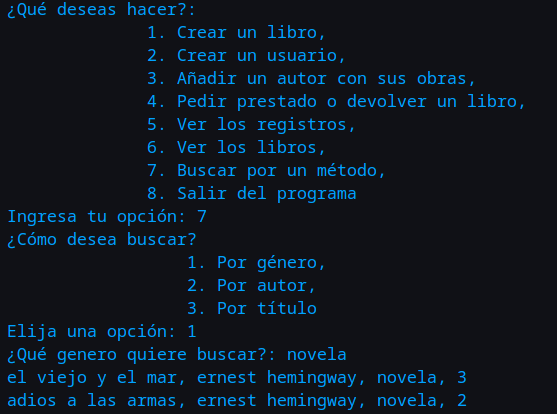 ¿Qué deseas hacer?:
1. Crear un libro,
2. Crear un usuario,
3. Añadir un autor con sus obras,
4. Pedir prestado o devolver un libro,
5. Ver los registros,
6. Ver los libros,
7. Buscar por un método,
8. Salir del programa
Ingresa tu opción: 7
¿Cómo desea buscar?
1. Por género,
2. Por autor,
3. Por título
Elija una opción: 1
¿Qué genero quiere buscar?: novela
el viejo y el mar, ernest hemingway, novela, 3
adios a las armas, ernest hemingway, novela, 2